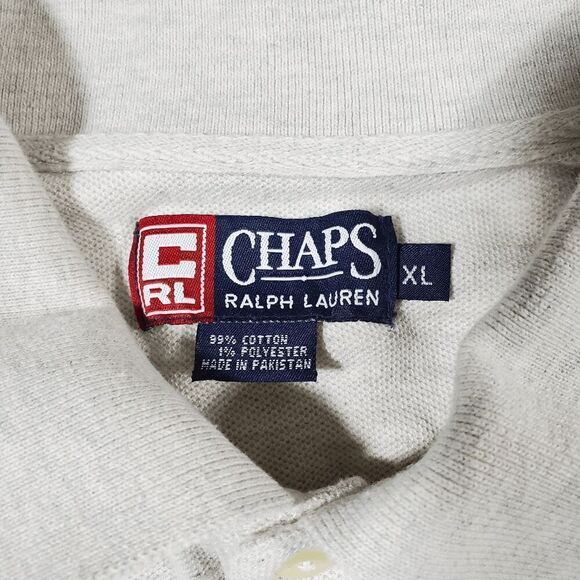 C
RL
CHAPS
RALPH LAUREN
XL
99% COTTON
1% POLYESTER
MADE IN PAKISTAN